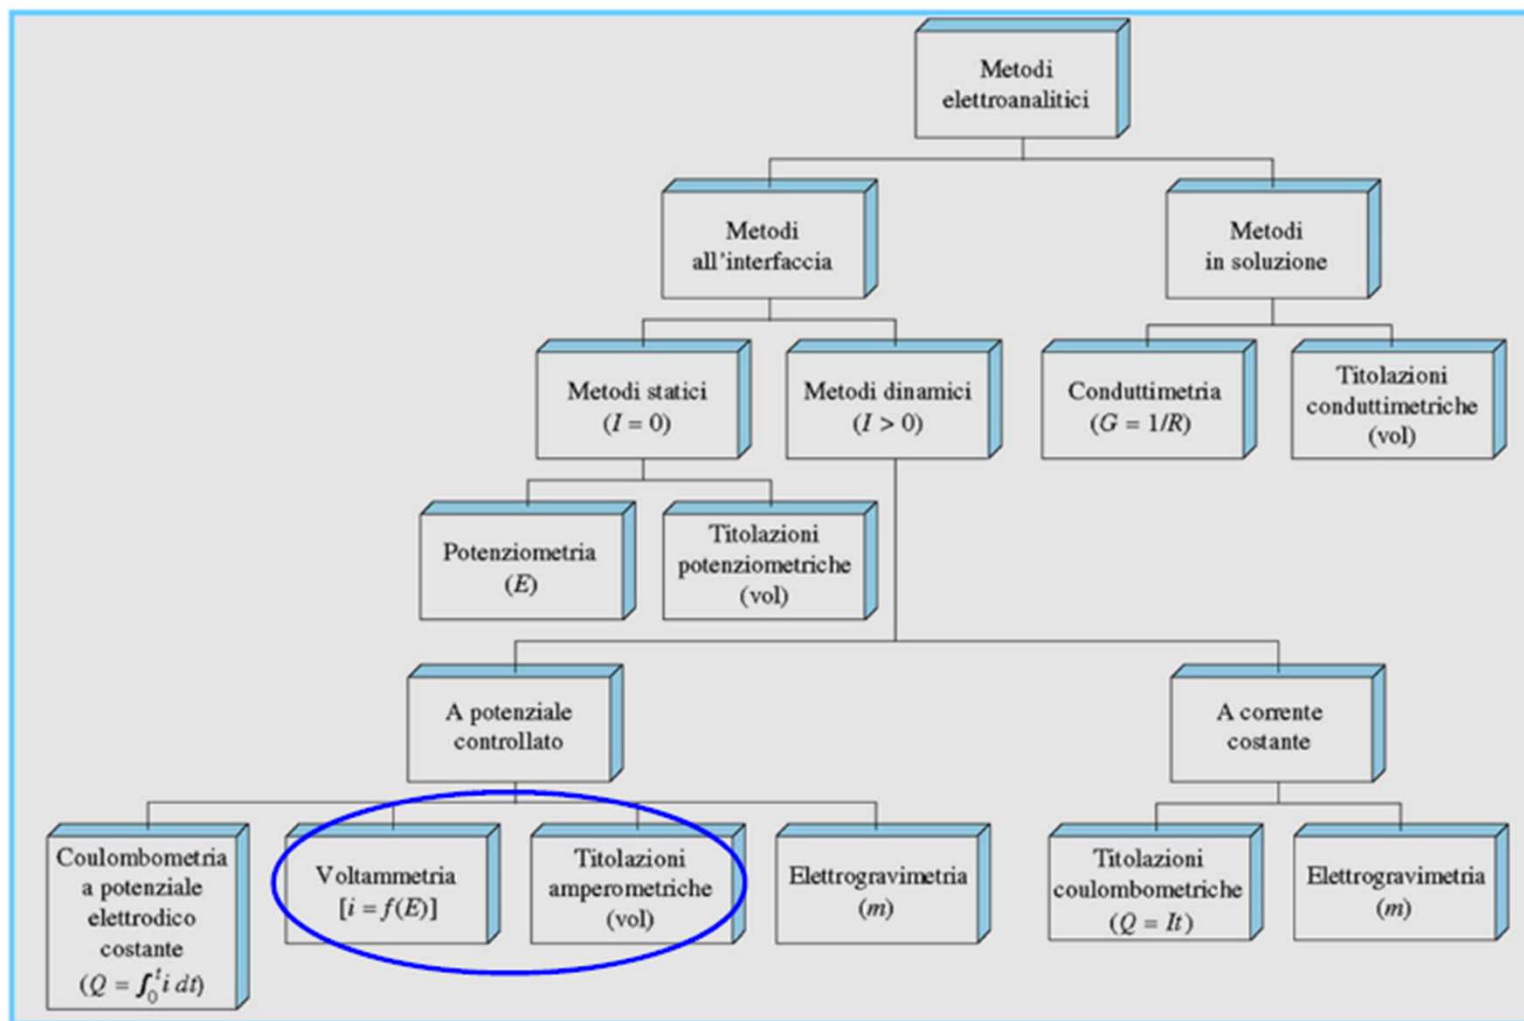 Metodi
elettroanalitici
Metodi
all'interfaccia
Metodi
in soluzione
Metodi statici
(I = 0)
Metodi dinamici
(I > 0)
Conduttimetria
(G = 1/R)
Titolazioni
conduttimetriche
(vol)
Potenziometria
(E)
Titolazioni
potenziometriche
(vol)
A potenziale
controllato
A corrente
costante
Coulombometria
a potenziale
elettrodico
costante
(Q = ∫₀ᵗ i dt)
Voltammetria
[i = f(E)]
Titolazioni
amperometriche
(vol)
Elettrogravimetria
(m)
Titolazioni
coulombometriche
(Q = It)
Elettrogravimetria
(m)